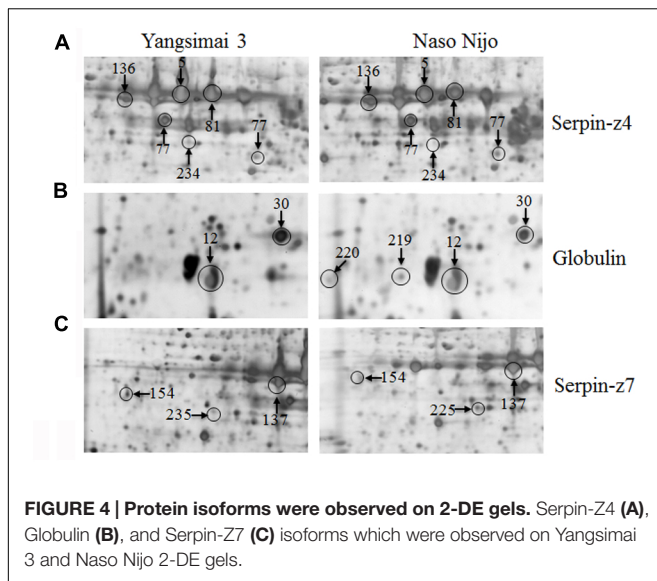 A
Yangsimai 3
Naso Nijo
136
5
81
77
77
234
136
5
81
77
77
234
Serpin-z4
B
30
12
30
12
219
220
Globulin
C
154
235
137
154
225
137
Serpin-z7
FIGURE 4 | Protein isoforms were observed on 2-DE gels. Serpin-Z4 (A),
Globulin (B), and Serpin-Z7 (C) isoforms which were observed on Yangsimai
3 and Naso Nijo 2-DE gels.